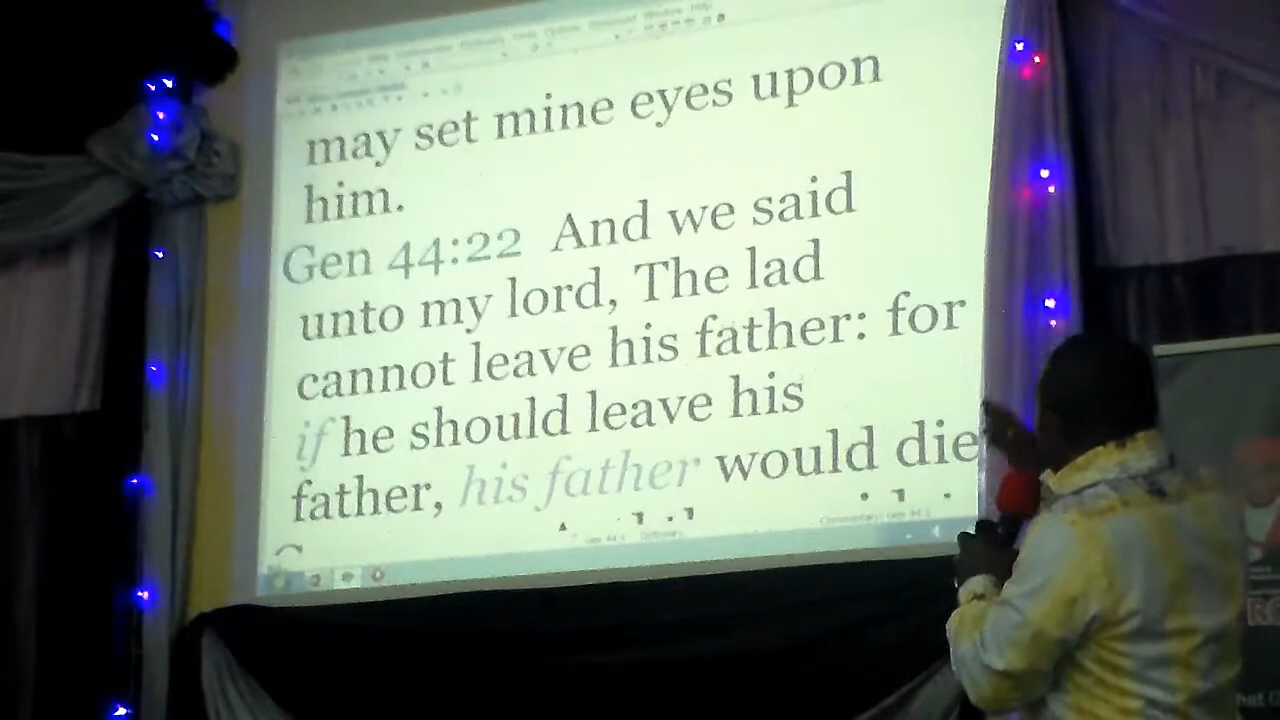 may set mine eyes upon
him.
Gen 44:22 And we said
unto my lord, The lad
cannot leave his father: for
if he should leave his
father, his father would die